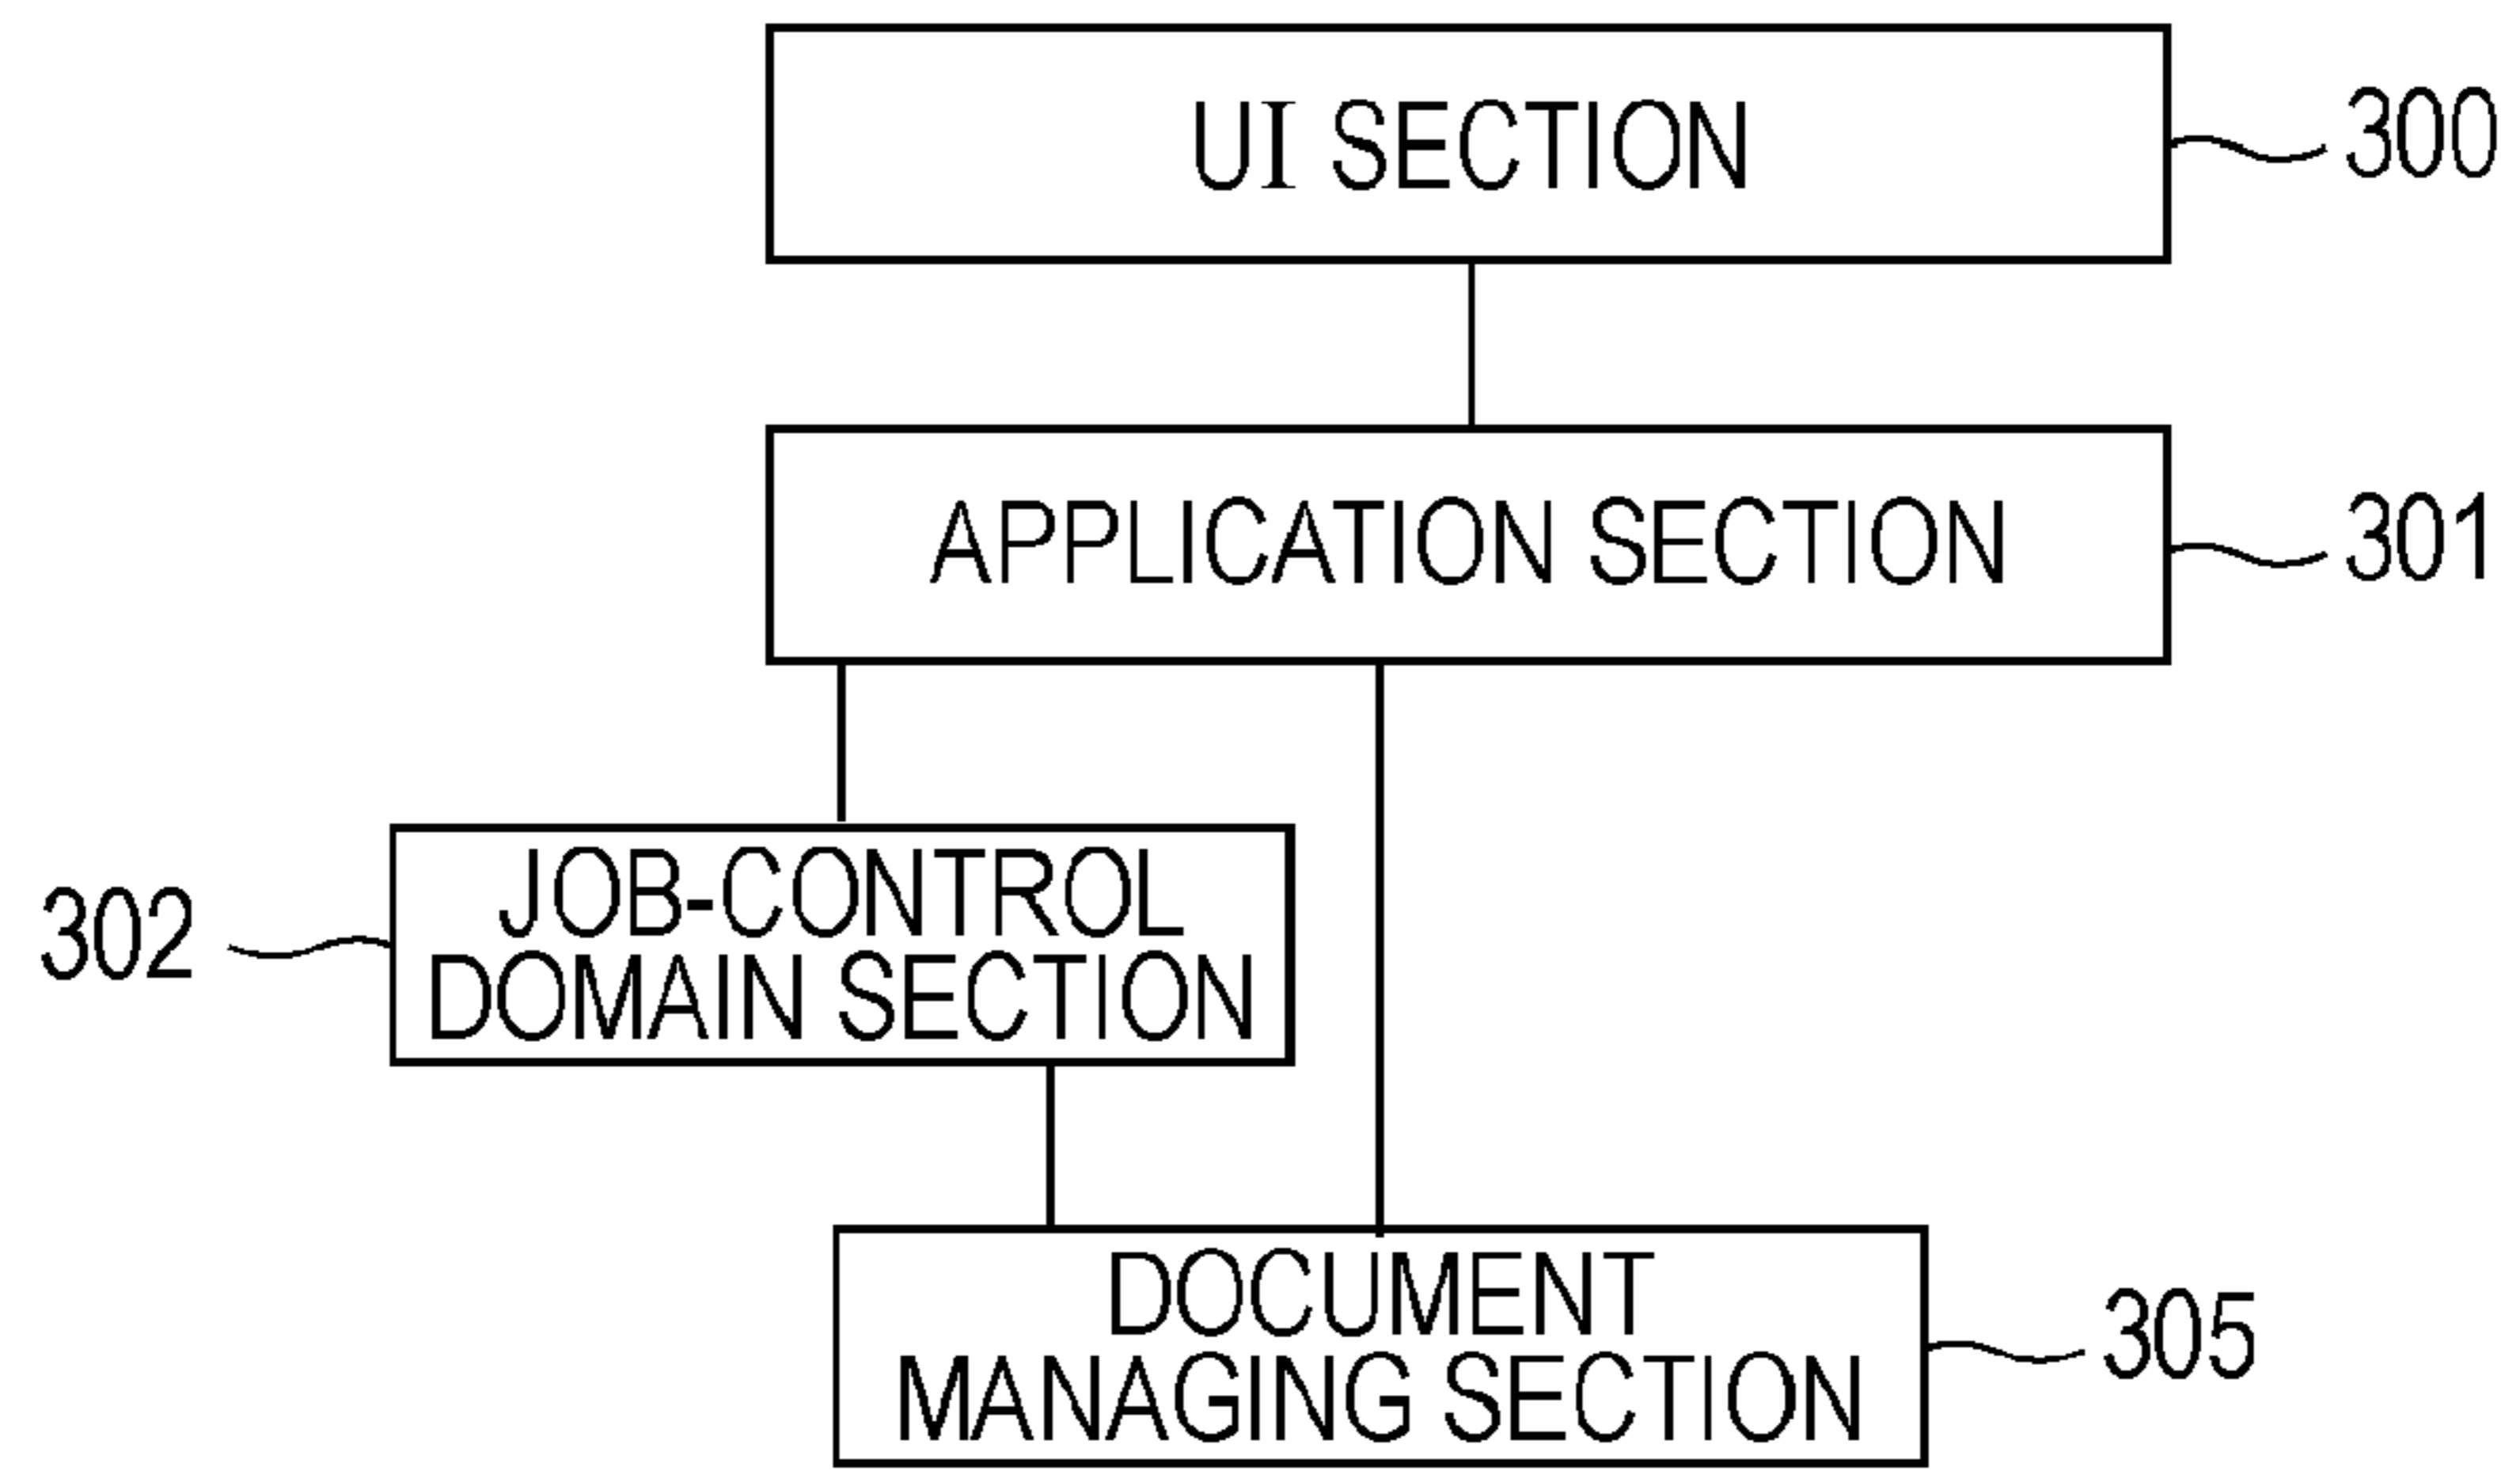 UI SECTION
300
APPLICATION SECTION
301
302
JOB-CONTROL
DOMAIN SECTION
DOCUMENT
MANAGING SECTION
305